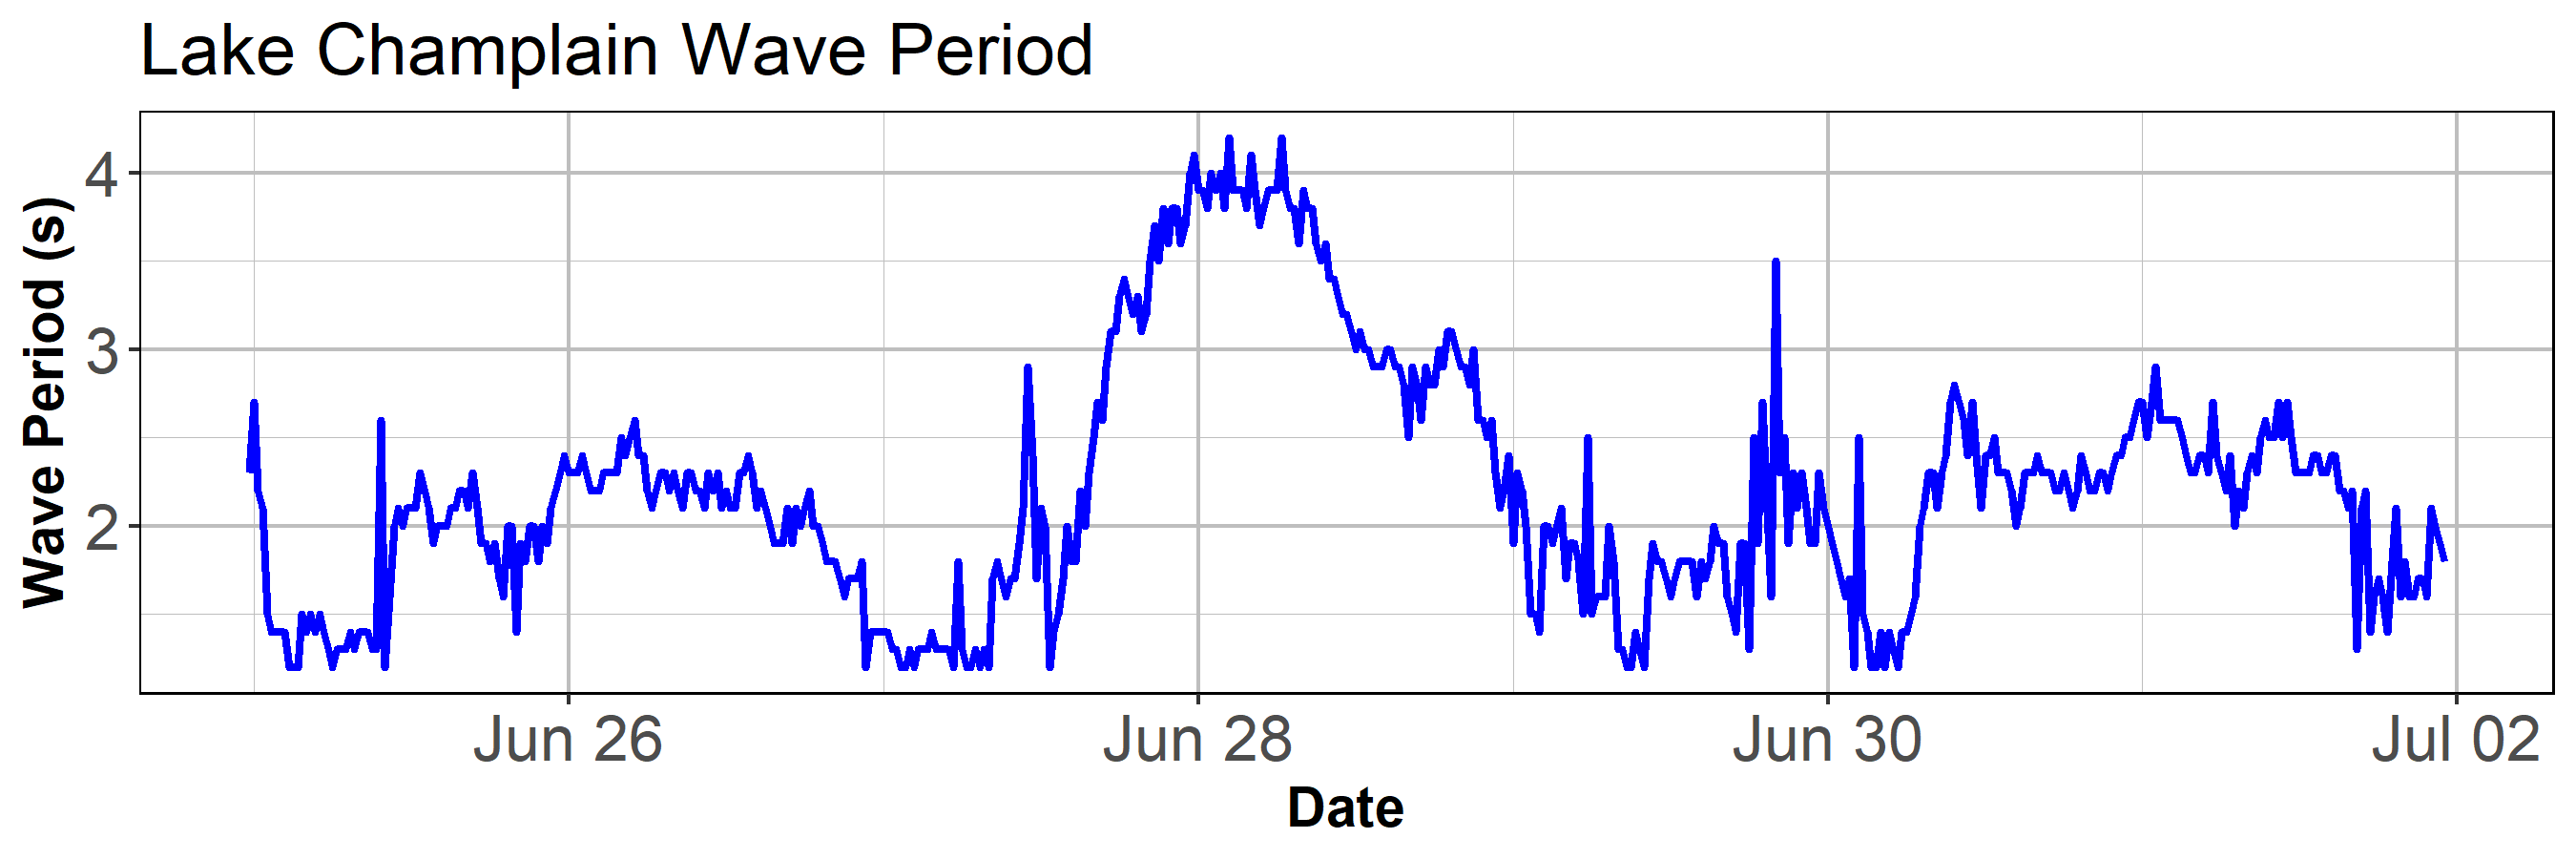 Lake Champlain Wave Period
Wave Period (s)
4
3
2
Jun 26 Jun 28 Jun 30 Jul 02
Date